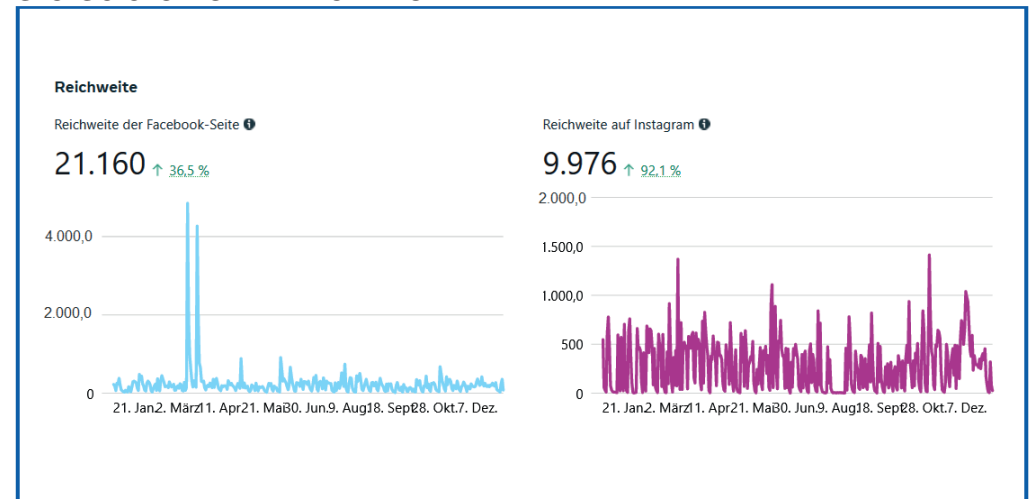 Reichweite
Reichweite der Facebook-Seite
21.160 ↑ 36,5 %
4.000,0
2.000,0
0
21. Jan. 2. März 11. Apr. 21. Mai 30. Jun. 9. Aug. 18. Sept. 28. Okt. 7. Dez.
Reichweite auf Instagram
9.976 ↑ 92,1 %
2.000,0
1.500,0
1.000,0
500
0
21. Jan. 2. März 11. Apr. 21. Mai 30. Jun. 9. Aug. 18. Sept. 28. Okt. 7. Dez.